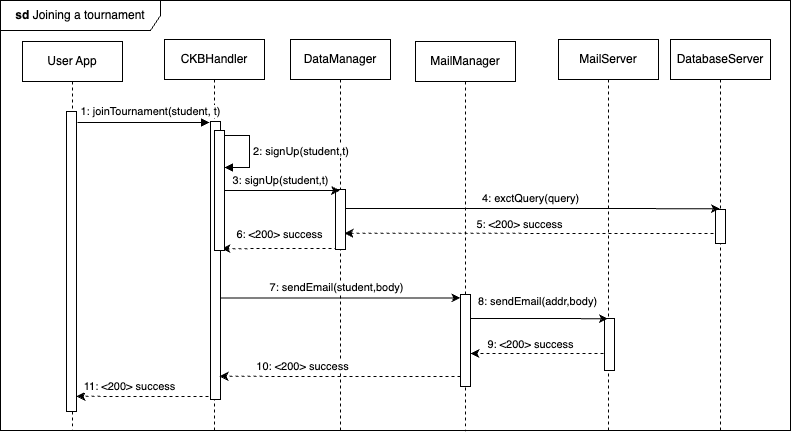 sd Joining a tournament
User App
CKBHandler
DataManager
MailManager
MailServer
DatabaseServer
1: joinTournament(student, t)
2: signUp(student,t)
3: signUp(student,t)
4: exctQuery(query)
5: <200> success
6: <200> success
7: sendEmail(student,body)
8: sendEmail(addr,body)
9: <200> success
10: <200> success
11: <200> success